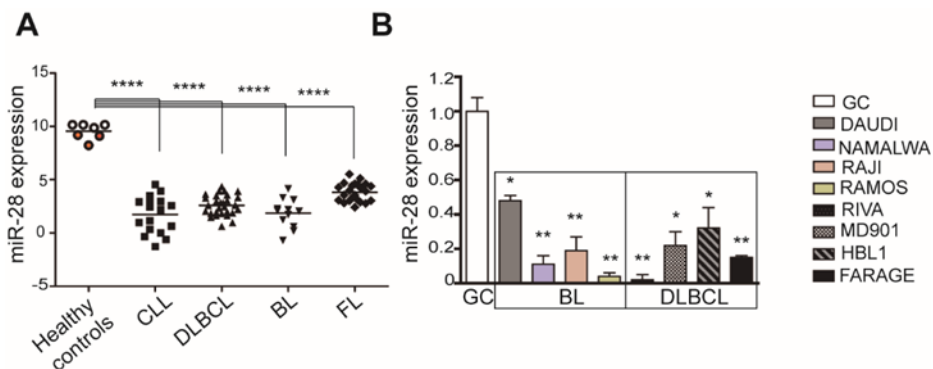 A
miR-28 expression
15
10
5
0
-5
****
****
****
****
Healthy controls
CLL
DLBCL
BL
FL
B
miR-28 expression
1.2
1.0
0.8
0.6
0.4
0.2
0
*
**
**
**
**
*
*
**
GC
BL
DLBCL
GC
DAUDI
NAMALWA
RAJI
RAMOS
RIVA
MD901
HBL1
FARAGE